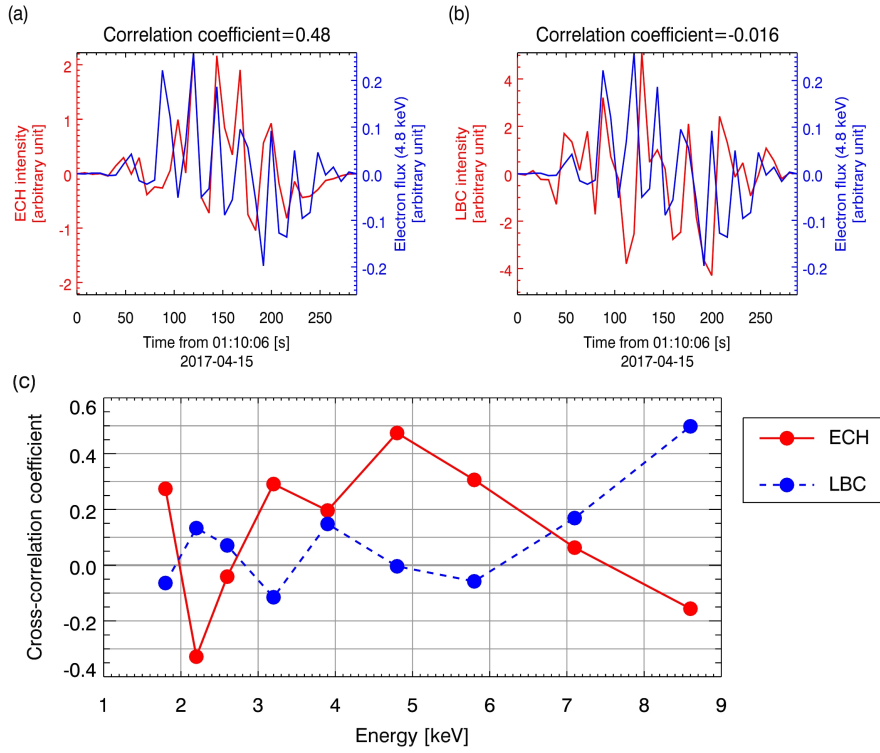 (a)
Correlation coefficient=0.48
2
1
0
-1
-2
ECH intensity
[arbitrary unit]
0.2
0.1
0.0
-0.1
-0.2
Electron flux (4.8 keV)
[arbitrary unit]
0 50 100 150 200 250
Time from 01:10:06 [s]
2017-04-15
(b)
Correlation coefficient=-0.016
4
2
0
-2
-4
LBC intensity
[arbitrary unit]
0.2
0.1
0.0
-0.1
-0.2
Electron flux (4.8 keV)
[arbitrary unit]
0 50 100 150 200 250
Time from 01:10:06 [s]
2017-04-15
(c)
0.6
0.4
0.2
0.0
-0.2
-0.4
Cross-correlation coefficient
1 2 3 4 5 6 7 8 9
Energy [keV]
ECH
LBC